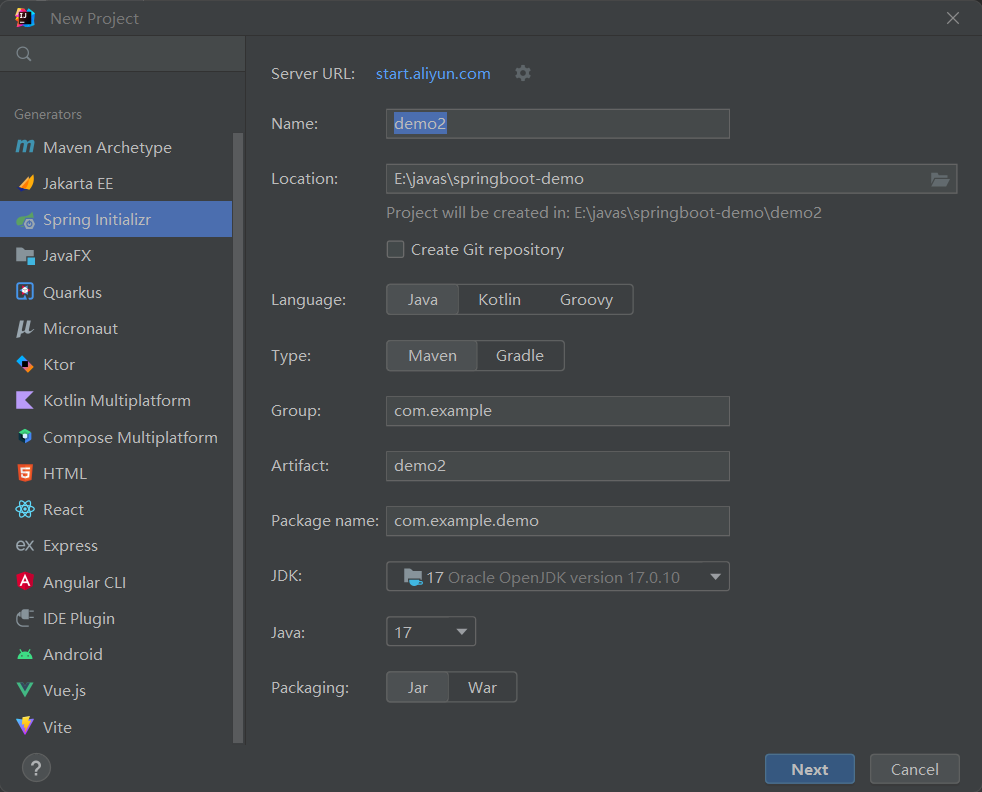 New Project
Server URL: start.aliyun.com
Generators
Maven Archetype
Jakarta EE
Spring Initializr
JavaFX
Quarkus
Micronaut
Ktor
Kotlin Multiplatform
Compose Multiplatform
HTML
React
ex Express
Angular CLI
IDE Plugin
Android
Vue.js
Vite
Name: demo2
Location: E:\javas\springboot-demo
Project will be created in: E:\javas\springboot-demo\demo2
Create Git repository
Language: Java Kotlin Groovy
Type: Maven Gradle
Group: com.example
Artifact: demo2
Package name: com.example.demo
JDK: 17 Oracle OpenJDK version 17.0.10
Java: 17
Packaging: Jar War
? Next Cancel